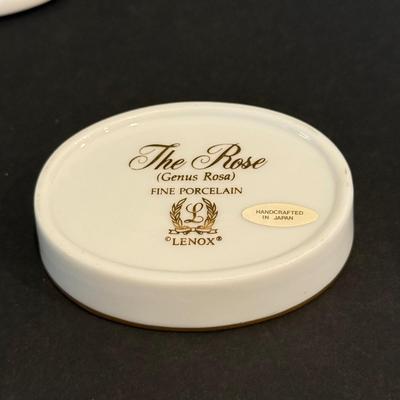 The Rose
(Genus Rosa)
FINE PORCELAIN
L
©LENOX®
HANDCRAFTED
IN JAPAN